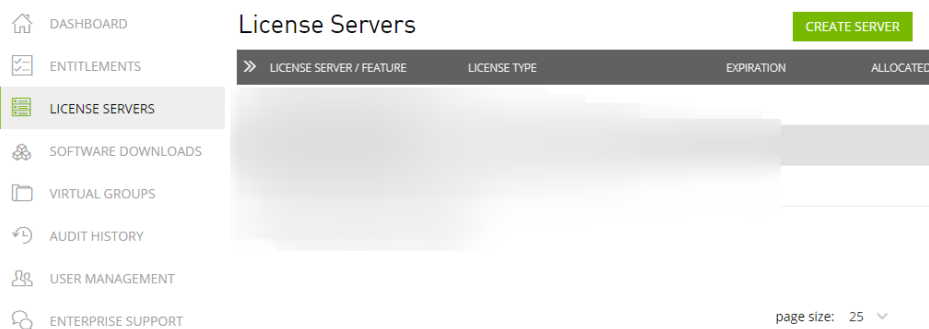 DASHBOARD
ENTITLEMENTS
LICENSE SERVERS
SOFTWARE DOWNLOADS
VIRTUAL GROUPS
AUDIT HISTORY
USER MANAGEMENT
ENTERPRISE SUPPORT
License Servers
CREATE SERVER
LICENSE SERVER / FEATURE LICENSE TYPE EXPIRATION ALLOCATED
page size: 25